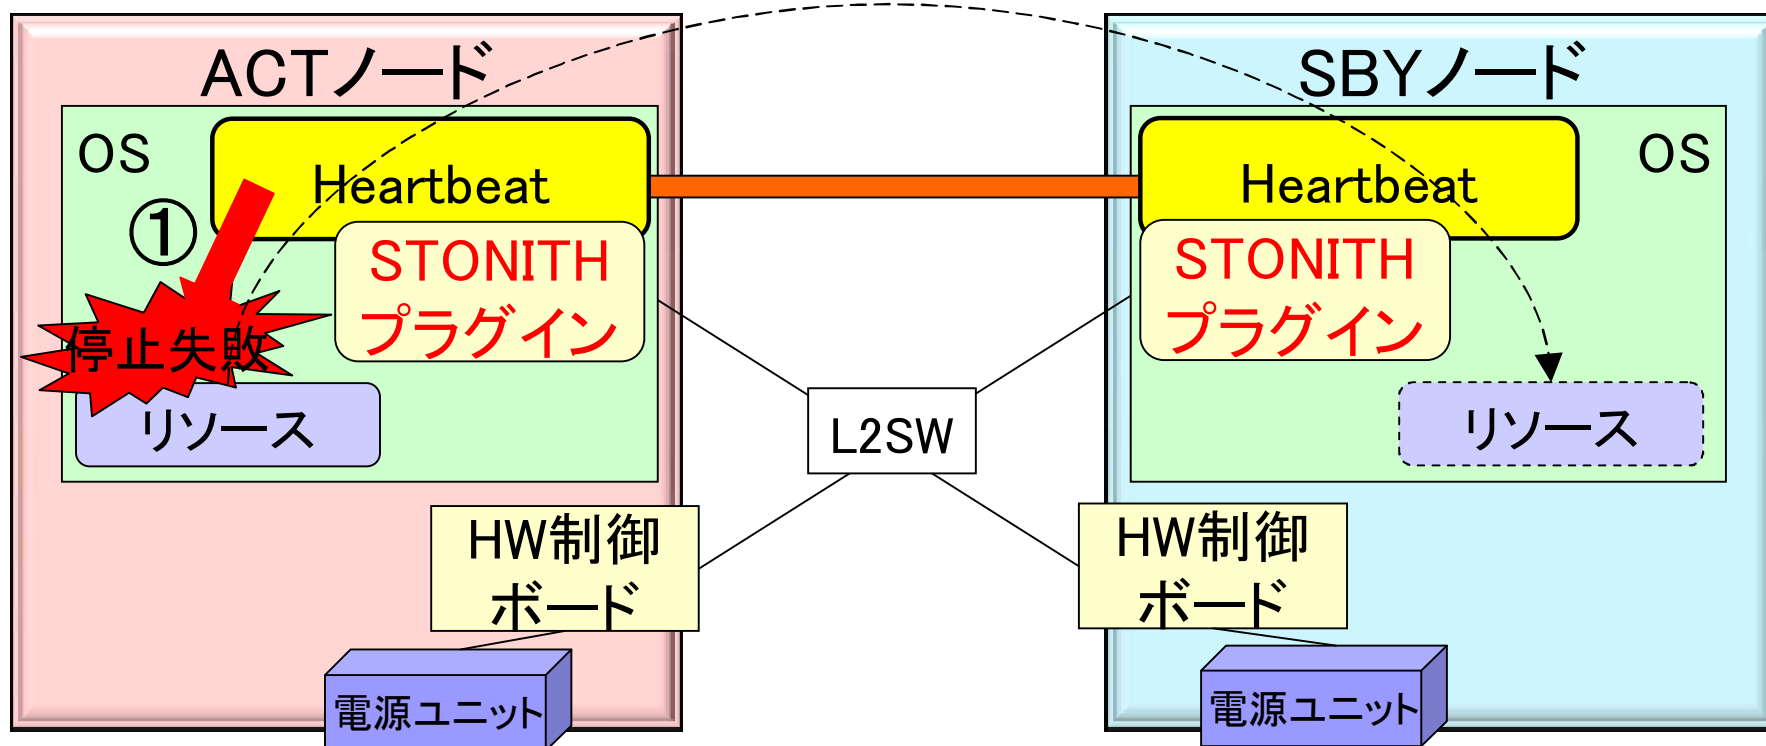 ACTノード
OS
Heartbeat
①
STONITH
プラグイン
停止失敗
リソース
HW制御
ボード
電源ユニット
L2SW
SBYノード
Heartbeat
OS
STONITH
プラグイン
リソース
HW制御
ボード
電源ユニット